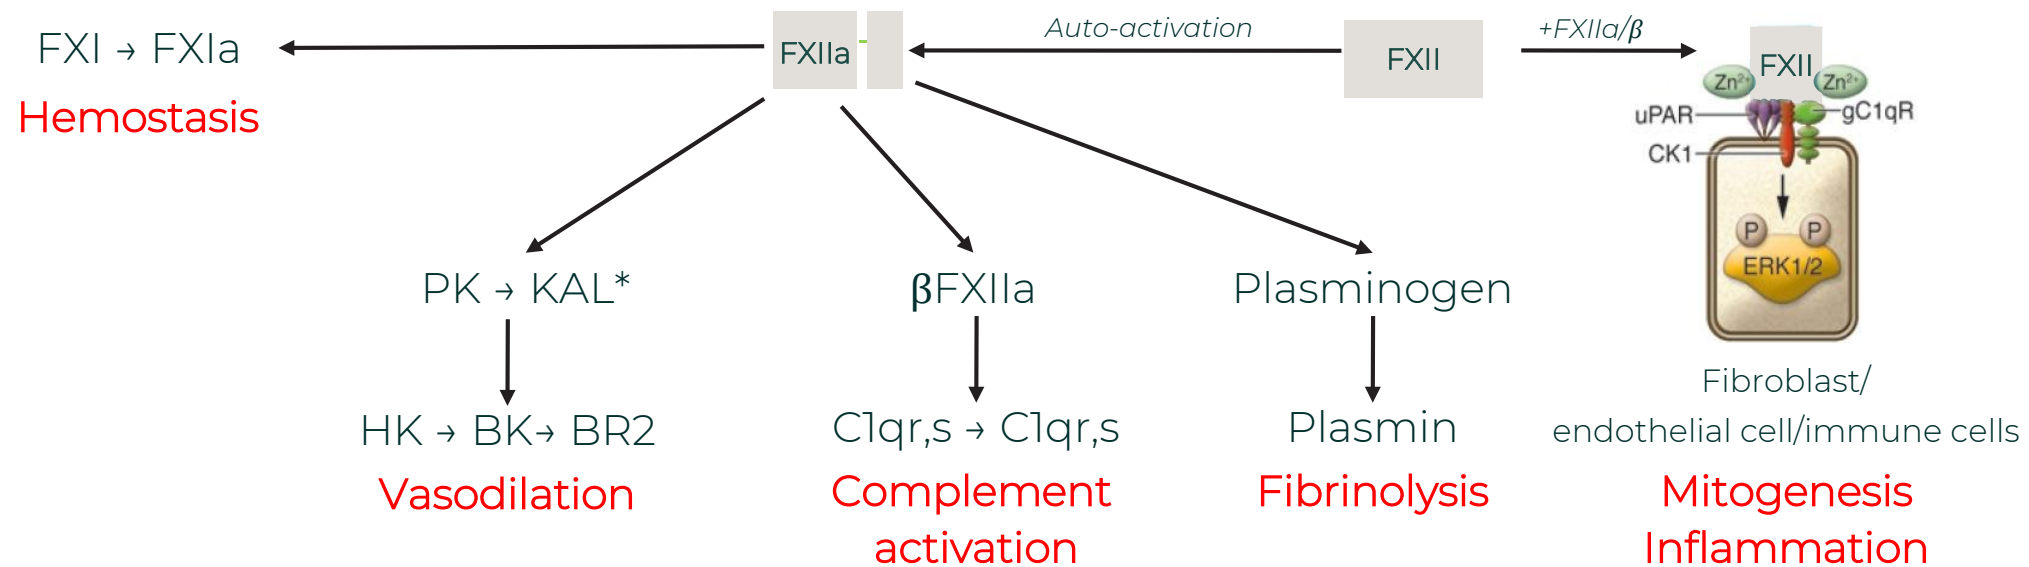 FXI → FXIa
Hemostasis
FXIIa
Auto-activation
FXII
+FXIIa/β
FXII
Zn²⁺
Zn²⁺
uPAR
gC1qR
CK1
P
P
ERK1/2
PK → KAL*
βFXIIa
Plasminogen
HK → BK→ BR2
C1qr,s → C1qr,s
Plasmin
Fibroblast/
endothelial cell/immune cells
Vasodilation
Complement
activation
Fibrinolysis
Mitogenesis
Inflammation